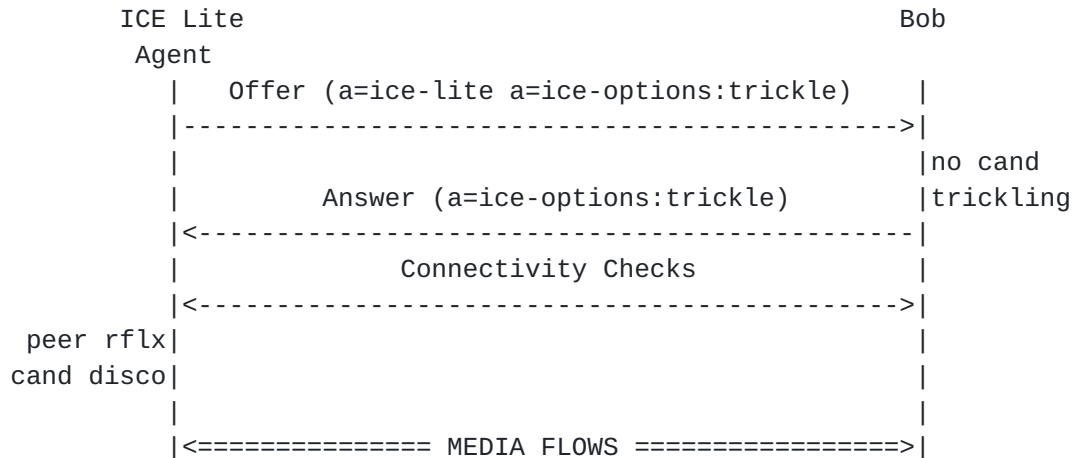 ICE Lite                                          Bob
 Agent
   |   Offer (a=ice-lite a=ice-options:trickle)    |
   |---------------------------------------------->|
   |                                               |no cand
   |         Answer (a=ice-options:trickle)        |trickling
   |<----------------------------------------------|
   |              Connectivity Checks              |
   |<--------------------------------------------->|
peer rflx|                                               |
cand disco|                                               |
   |                                               |
   |<=============== MEDIA FLOWS =================>|